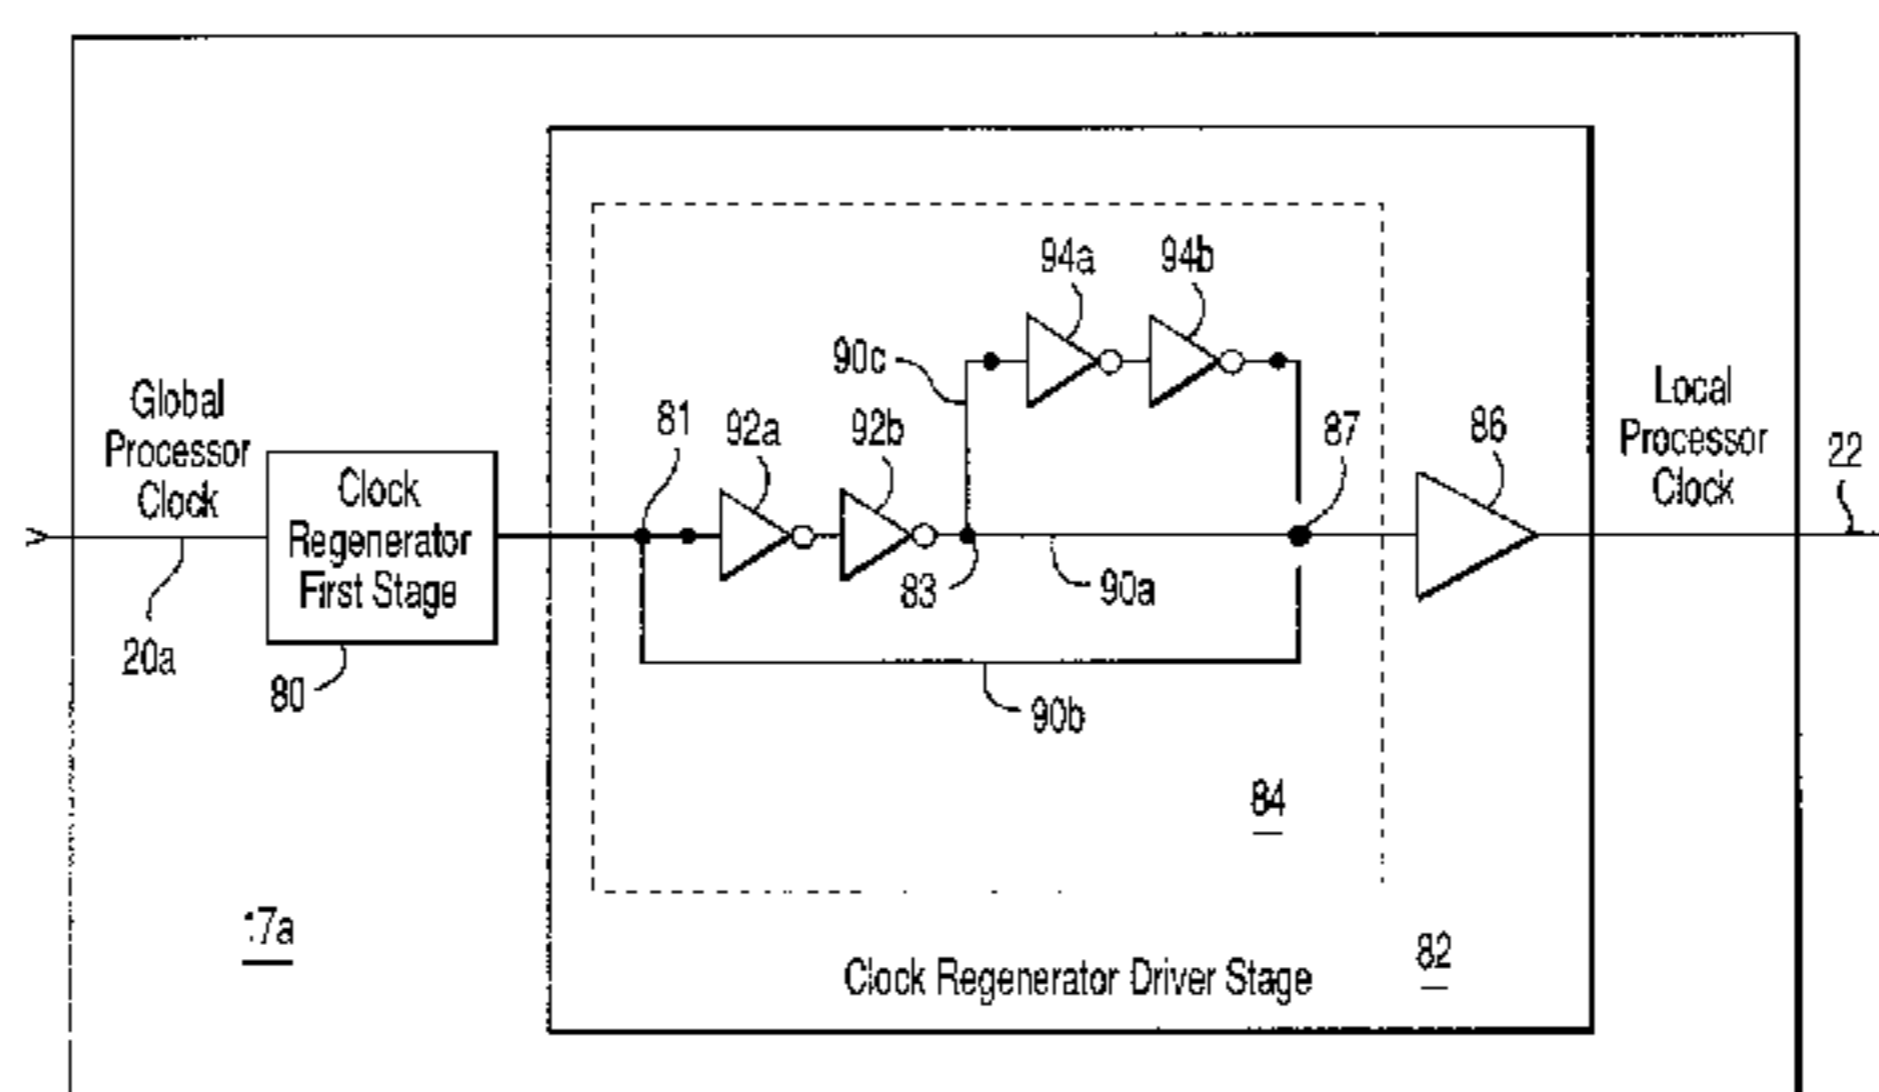 94a
94b
90c
Global
Processor
Clock
81
92a
92b
87
86
Local
Processor
Clock
22
Clock
Regenerator
First Stage
83
90a
20a
80
90b
84
17a
82
Clock Regenerator Driver Stage